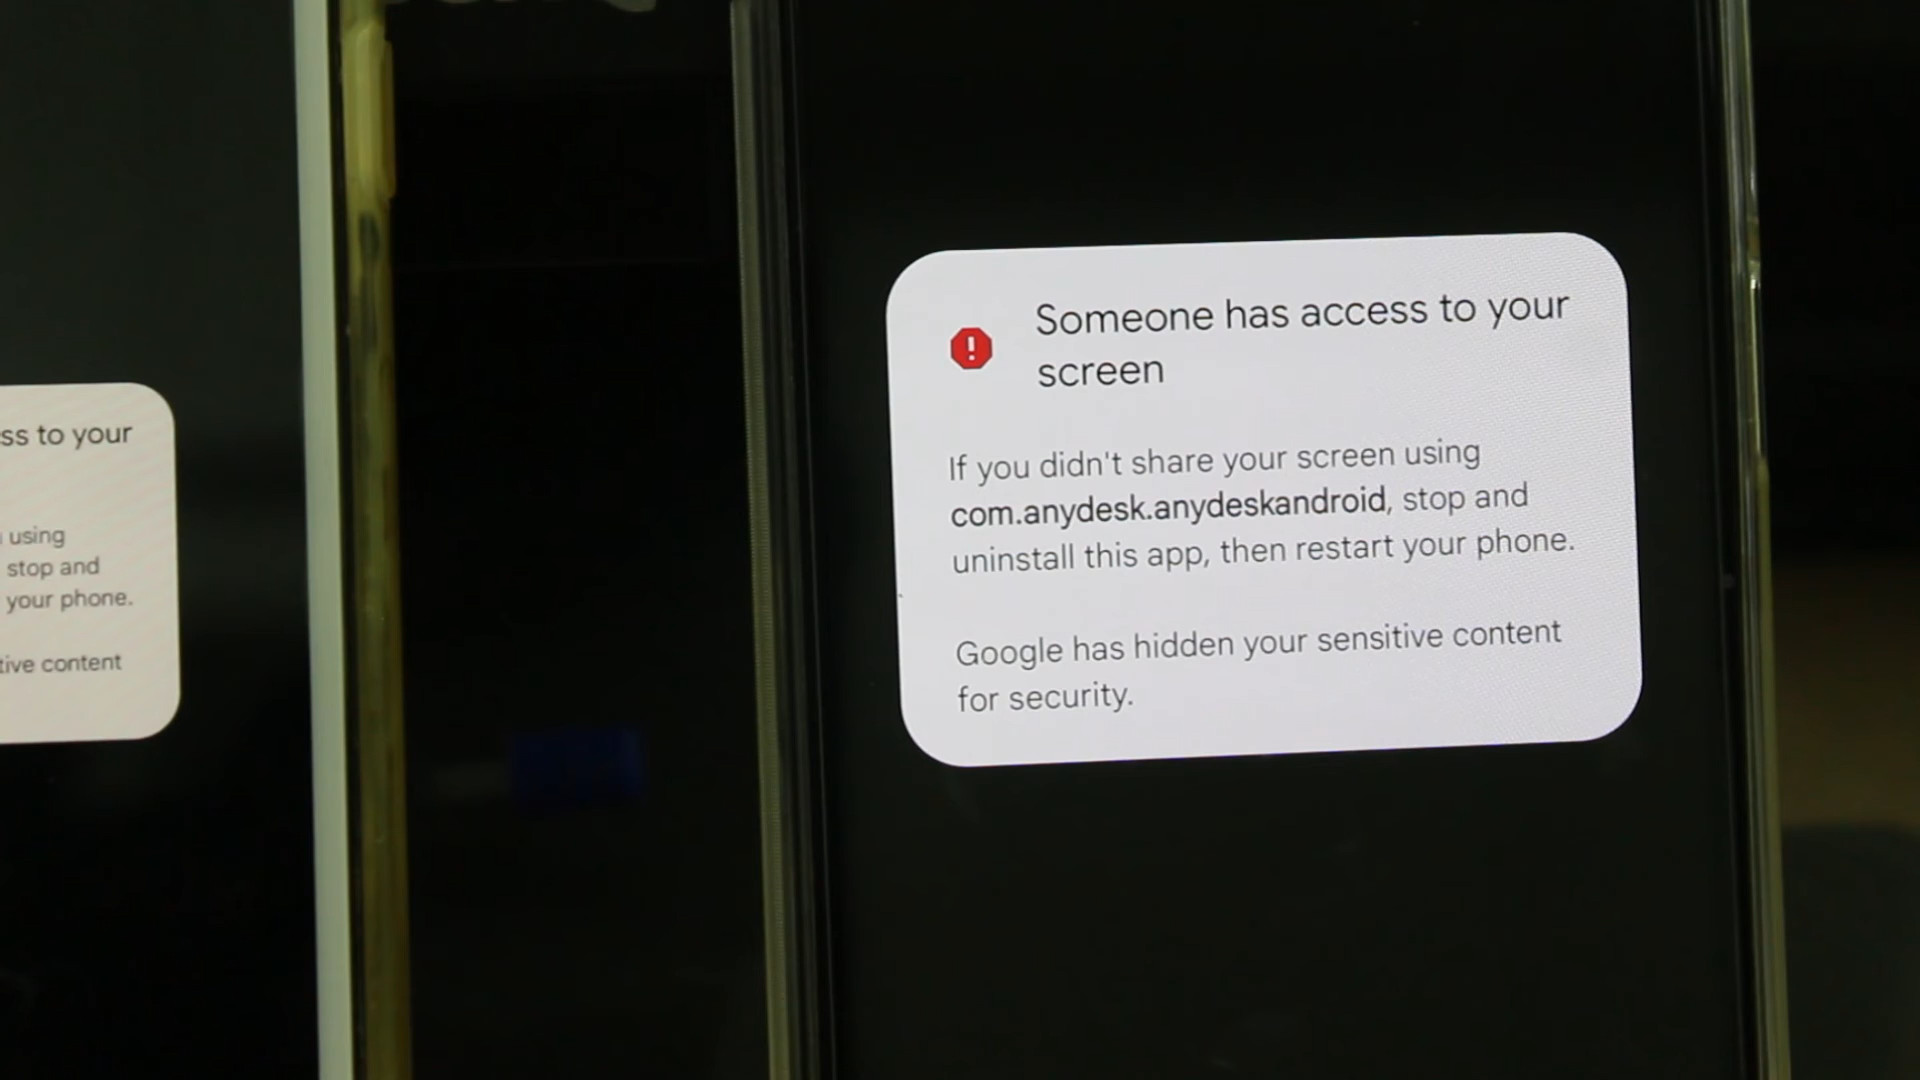 ss to your
using
stop and
your phone.
tive content
Someone has access to your
screen
If you didn't share your screen using
com.anydesk.anydeskandroid, stop and
uninstall this app, then restart your phone.
Google has hidden your sensitive content
for security.